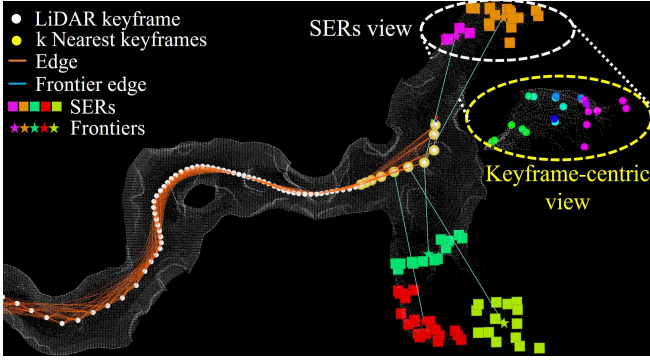 LiDAR keyframe
k Nearest keyframes
Edge
Frontier edge
SERs
Frontiers
SERs view
Keyframe-centric
view